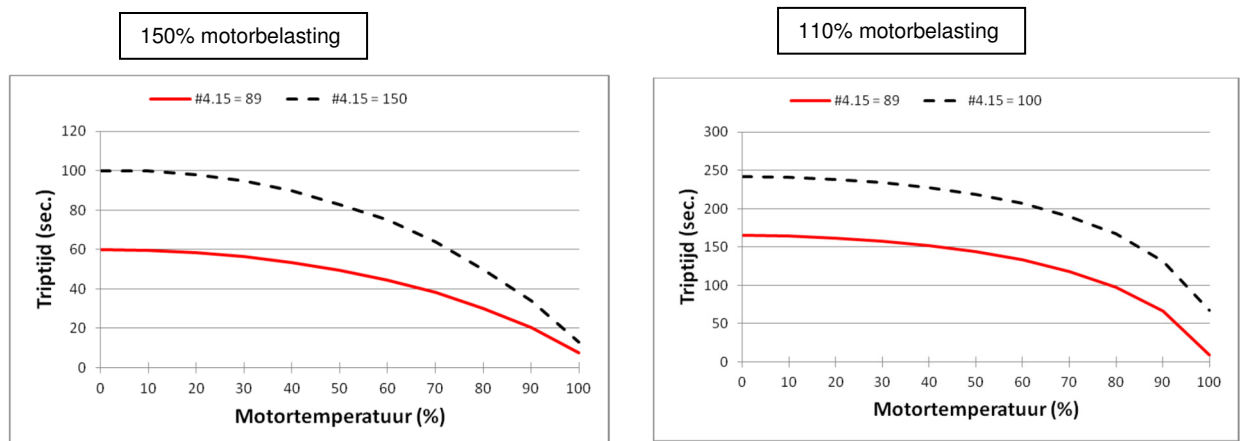 150% motorbelasting
#4.15 = 89 #4.15 = 150
120
100
80
60
40
20
0
Triptijd (sec.)
0 10 20 30 40 50 60 70 80 90 100
Motortemperatuur (%)
110% motorbelasting
#4.15 = 89 #4.15 = 100
300
250
200
150
100
50
0
Triptijd (sec.)
0 10 20 30 40 50 60 70 80 90 100
Motortemperatuur (%)